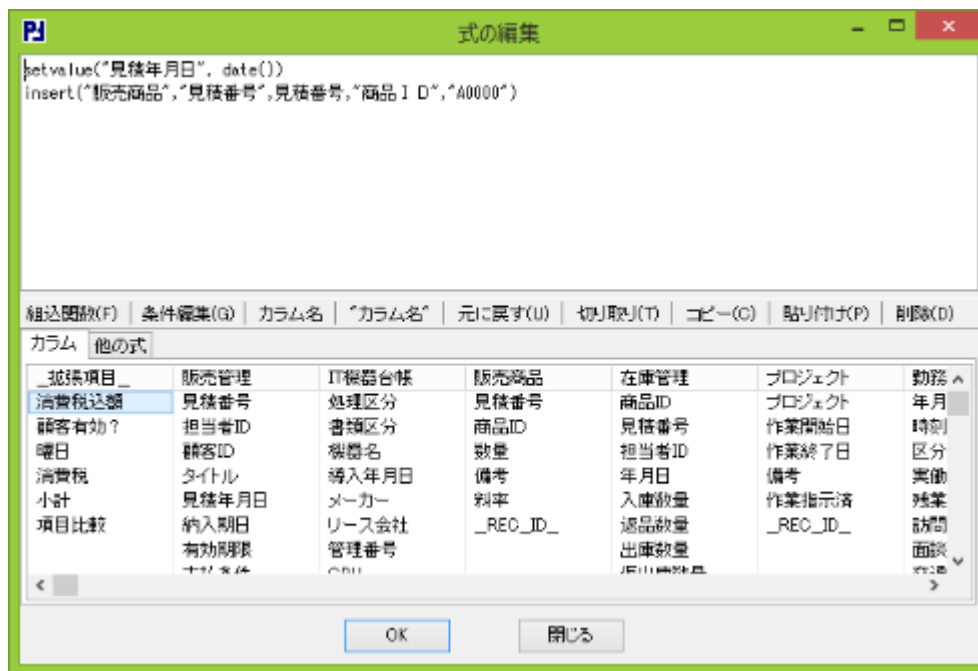 式の編集
setvalue("見積年月日", date())
insert("販売商品","見積番号",見積番号,"商品ＩＤ","A0000")
組込関数(F) 条件編集(G) カラム名 "カラム名" 元に戻す(U) 切り取り(T) コピー(C) 貼り付け(P) 削除(D)
カラム 他の式
_拡張項目_ 販売管理 IT機器台帳 販売商品 在庫管理 プロジェクト 勤務
消費税込額 見積番号 処理区分 見積番号 商品ID プロジェクト 年月
顧客有効？ 担当者ID 書類区分 商品ID 見積番号 作業開始日 時刻
曜日 顧客ID 機器名 数量 担当者ID 作業終了日 区分
消費税 タイトル 導入年月日 備考 年月日 備考 実働
小計 見積年月日 メーカー 料率 入庫数量 作業指示済 残業
項目比較 納入期日 リース会社 _REC_ID_ 返品数量 _REC_ID_ 訪問
有効期限 管理番号 出庫数量 面談
OK 閉じる